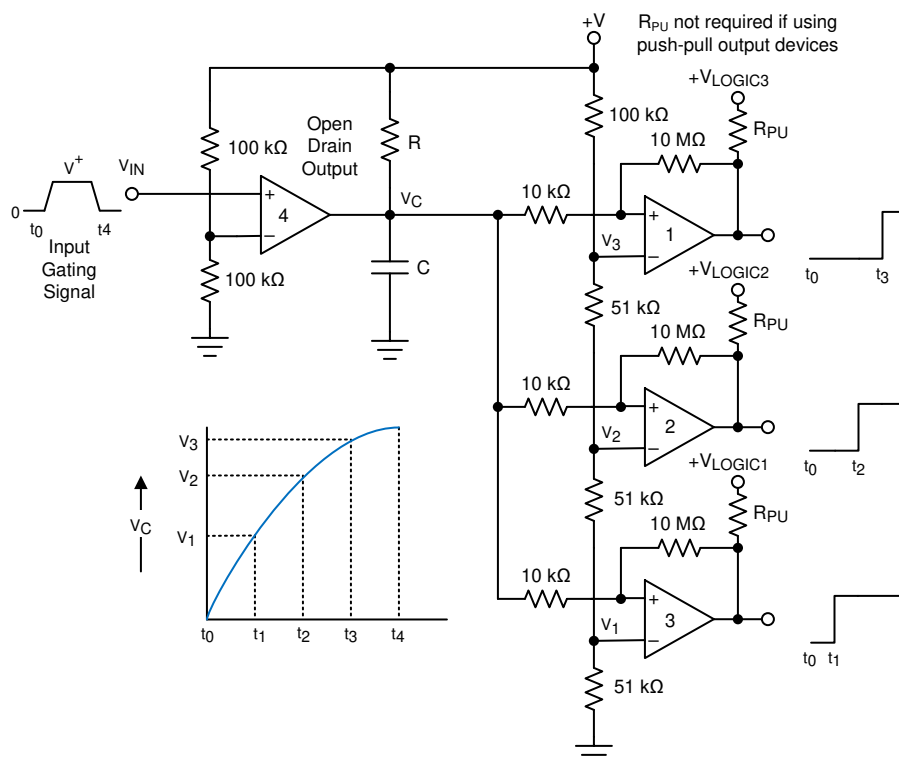 +V
RPU not required if using
push-pull output devices
+VLOGIC3
RPU
100 kΩ
10 MΩ
Open
Drain
Output
R
100 kΩ
V+
VIN
0
t0
t4
Input
Gating
Signal
+
4
−
100 kΩ
VC
C
10 kΩ
+
1
−
V3
t0
t3
+VLOGIC2
RPU
51 kΩ
10 MΩ
10 kΩ
+
2
−
V2
t0
t2
+VLOGIC1
RPU
51 kΩ
10 MΩ
10 kΩ
+
3
−
V1
t0
t1
51 kΩ
V3
V2
V1
VC
t0
t1
t2
t3
t4